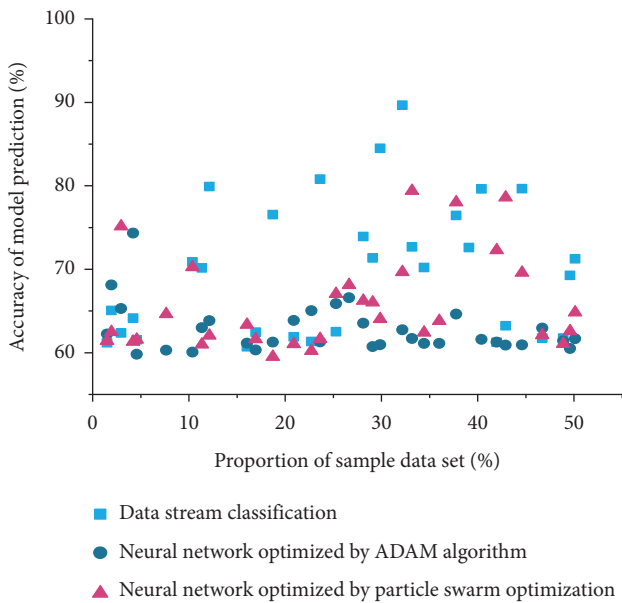 100
90
80
70
60
Accuracy of model prediction (%)
0 10 20 30 40 50
Proportion of sample data set (%)
Data stream classification
Neural network optimized by ADAM algorithm
Neural network optimized by particle swarm optimization